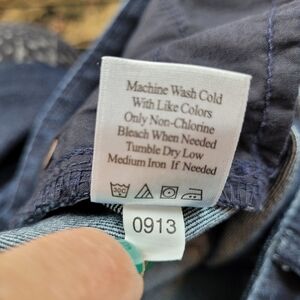 Machine Wash Cold
With Like Colors
Only Non-Chlorine
Bleach When Needed
Tumble Dry Low
Medium Iron If Needed
0913